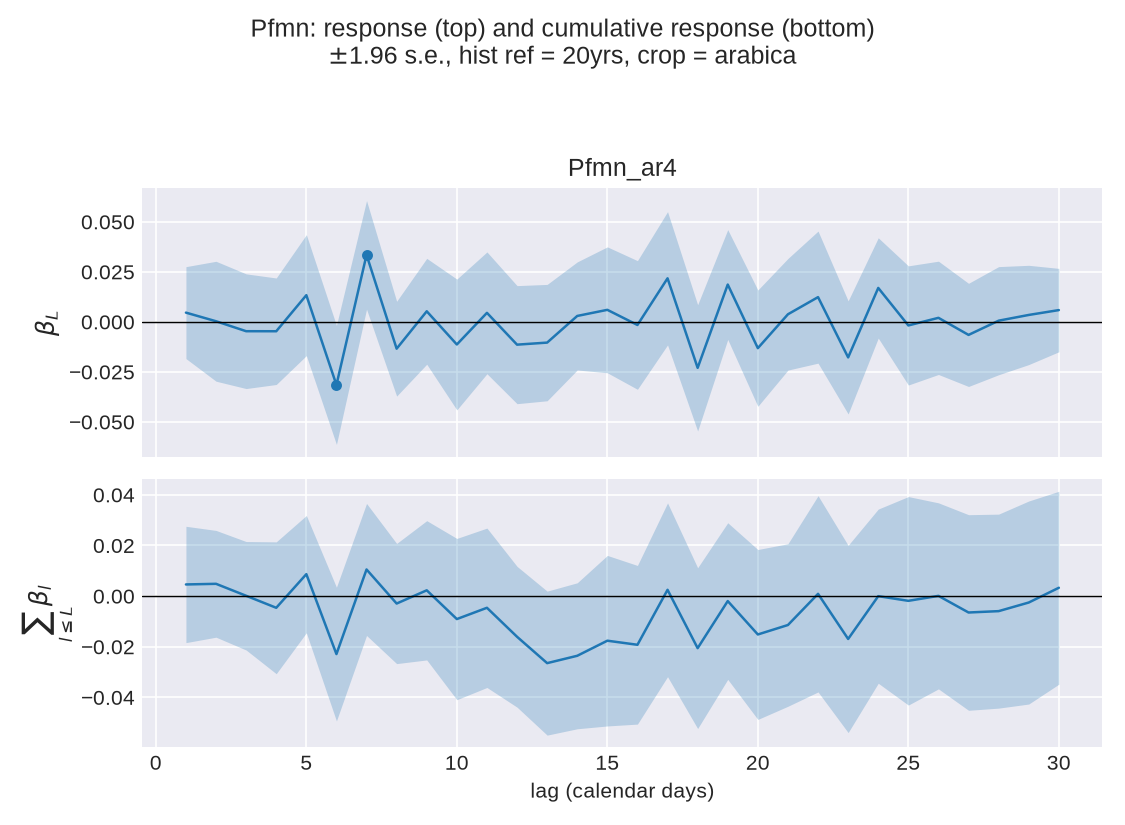 Pfmn: response (top) and cumulative response (bottom)
±1.96 s.e., hist ref = 20yrs, crop = arabica
Pfmn_ar4
0.050
0.025
0.000
−0.025
−0.050
β_L
0.04
0.02
0.00
−0.02
−0.04
∑ β_l
l ≤ L
0 5 10 15 20 25 30
lag (calendar days)